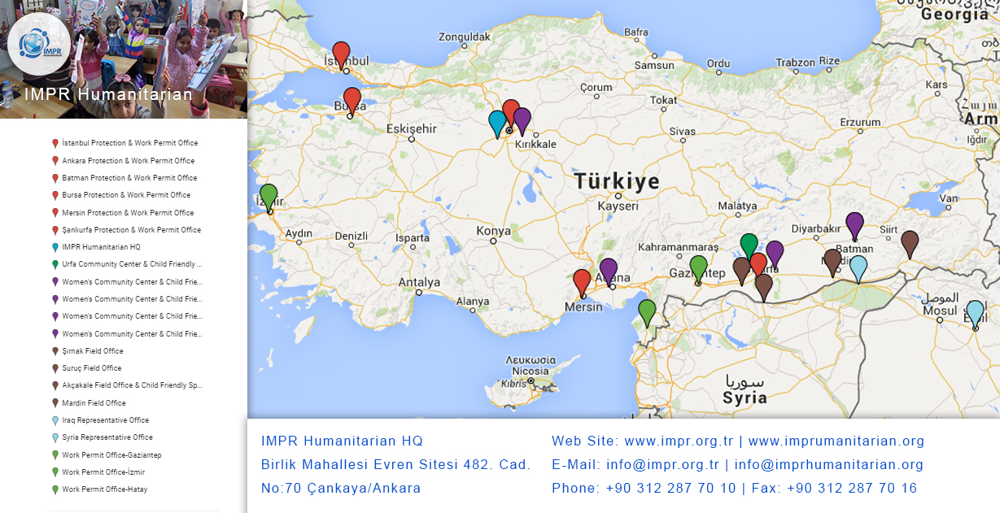 IMPR
IMPR Humanitarian
İstanbul Protection & Work Permit Office
Ankara Protection & Work Permit Office
Batman Protection & Work Permit Office
Bursa Protection & Work Permit Office
Mersin Protection & Work Permit Office
Şanlıurfa Protection & Work Permit Office
IMPR Humanitarian HQ
Urfa Community Center & Child Friendly ...
Women's Community Center & Child Frie...
Women's Community Center & Child Frie...
Women's Community Center & Child Frie...
Women's Community Center & Child Frie...
Şırnak Field Office
Suruç Field Office
Akçakale Field Office & Child Friendly Sp...
Mardin Field Office
Iraq Representative Office
Syria Representative Office
Work Permit Office-Gaziantep
Work Permit Office-İzmir
Work Permit Office-Hatay
Georgia
Zonguldak
Bafra
Samsun
Ordu
Trabzon
Rize
Kars
Çorum
Tokat
Eskişehir
Kırıkkale
Sivas
Erzurum
Arm
Iğdır
Türkiye
Kayseri
Malatya
Van
Aydın
Denizli
Isparta
Konya
Diyarbakır
Siirt
Batman
Kahramanmaraş
Gaziantep
Antalya
Alanya
Adana
Mersin
الموصل
Mosul
Λευκωσία
Nicosia
Kıbrıs
سوريا
Syria
IMPR Humanitarian HQ
Birlik Mahallesi Evren Sitesi 482. Cad.
No:70 Çankaya/Ankara
Web Site: www.impr.org.tr | www.imprumanitarian.org
E-Mail: info@impr.org.tr | info@imprhumanitarian.org
Phone: +90 312 287 70 10 | Fax: +90 312 287 70 16